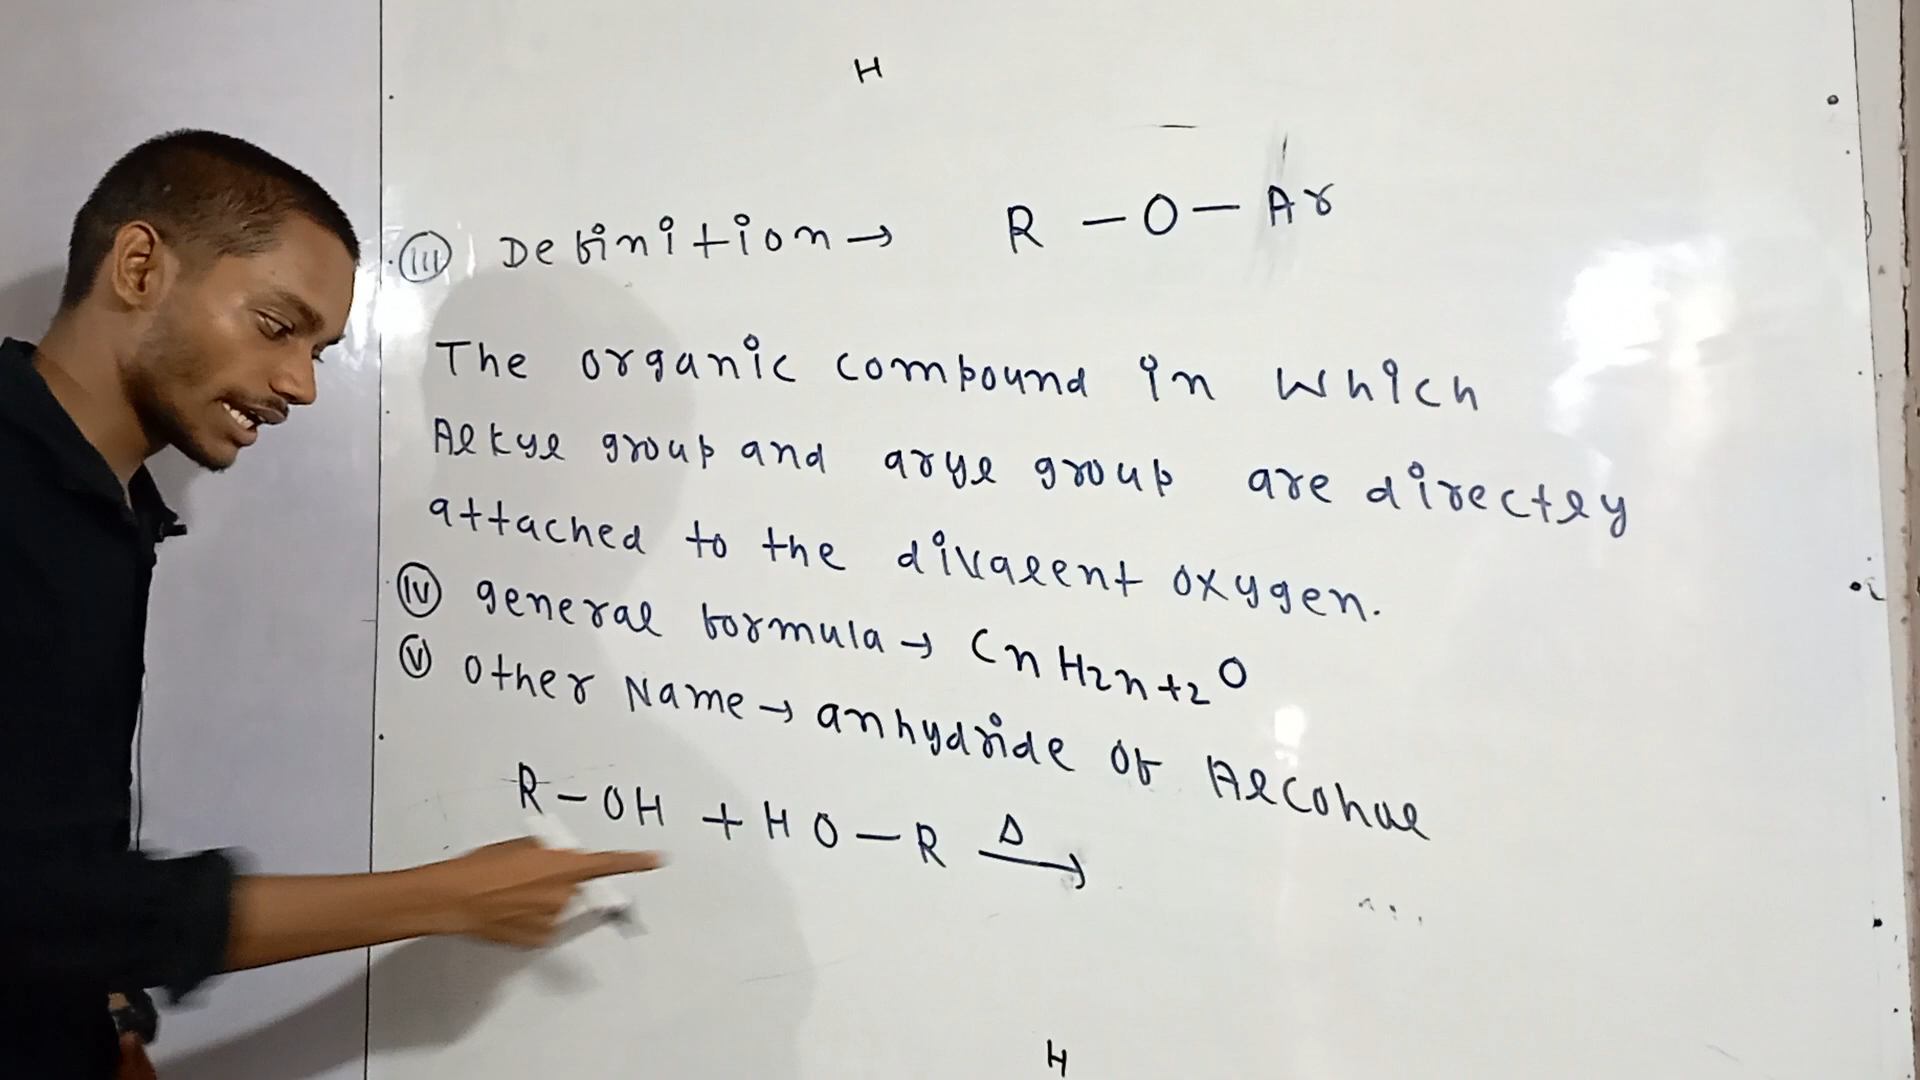 H
(III) Definition → R - O - Ar
The organic compound in which
Alkyl group and aryl group are directly
attached to the divalent oxygen.
(IV) general formula → CnH2n+2O
(V) Other Name → anhydride of Alcohal
R - OH + HO - R Δ→
H